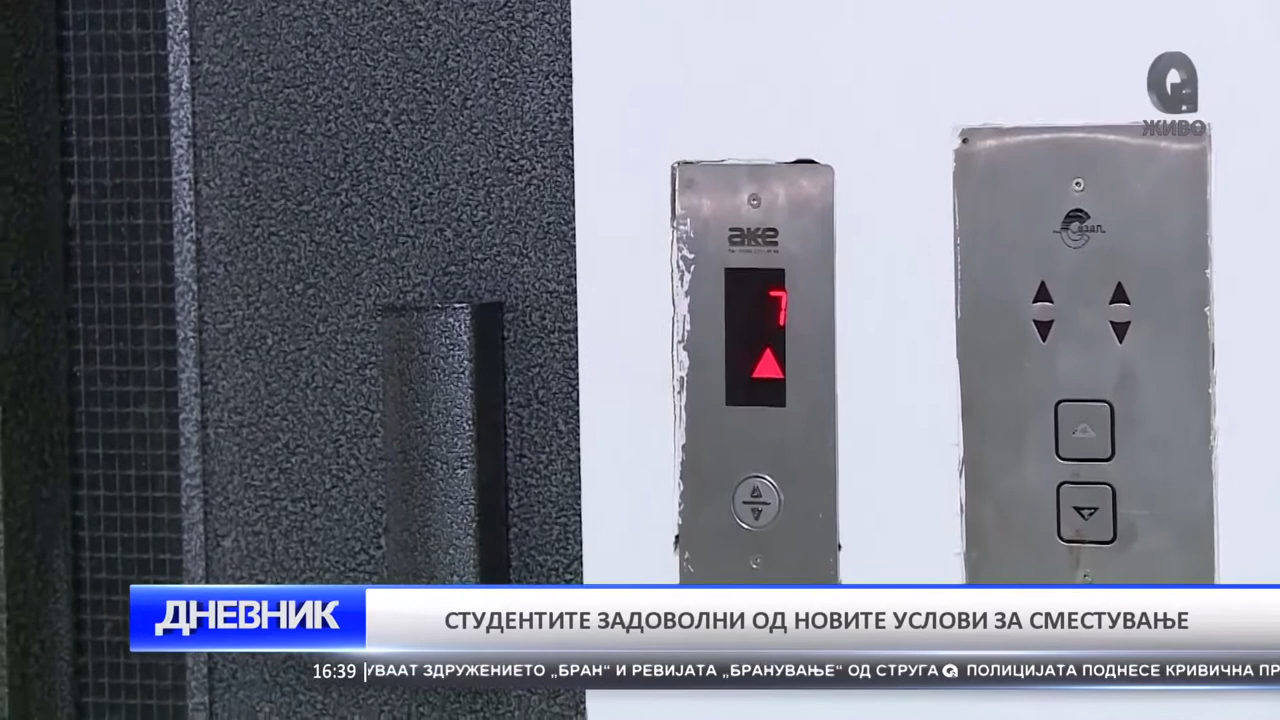 ЖИВО
аке
7
ДНЕВНИК
СТУДЕНТИТЕ ЗАДОВОЛНИ ОД НОВИТЕ УСЛОВИ ЗА СМЕСТУВАЊЕ
16:39 УВААТ ЗДРУЖЕНИЕТО „БРАН“ И РЕВИЈАТА „БРАНУВАЊЕ“ ОД СТРУГА ПОЛИЦИЈАТА ПОДНЕСЕ КРИВИЧНА ПР